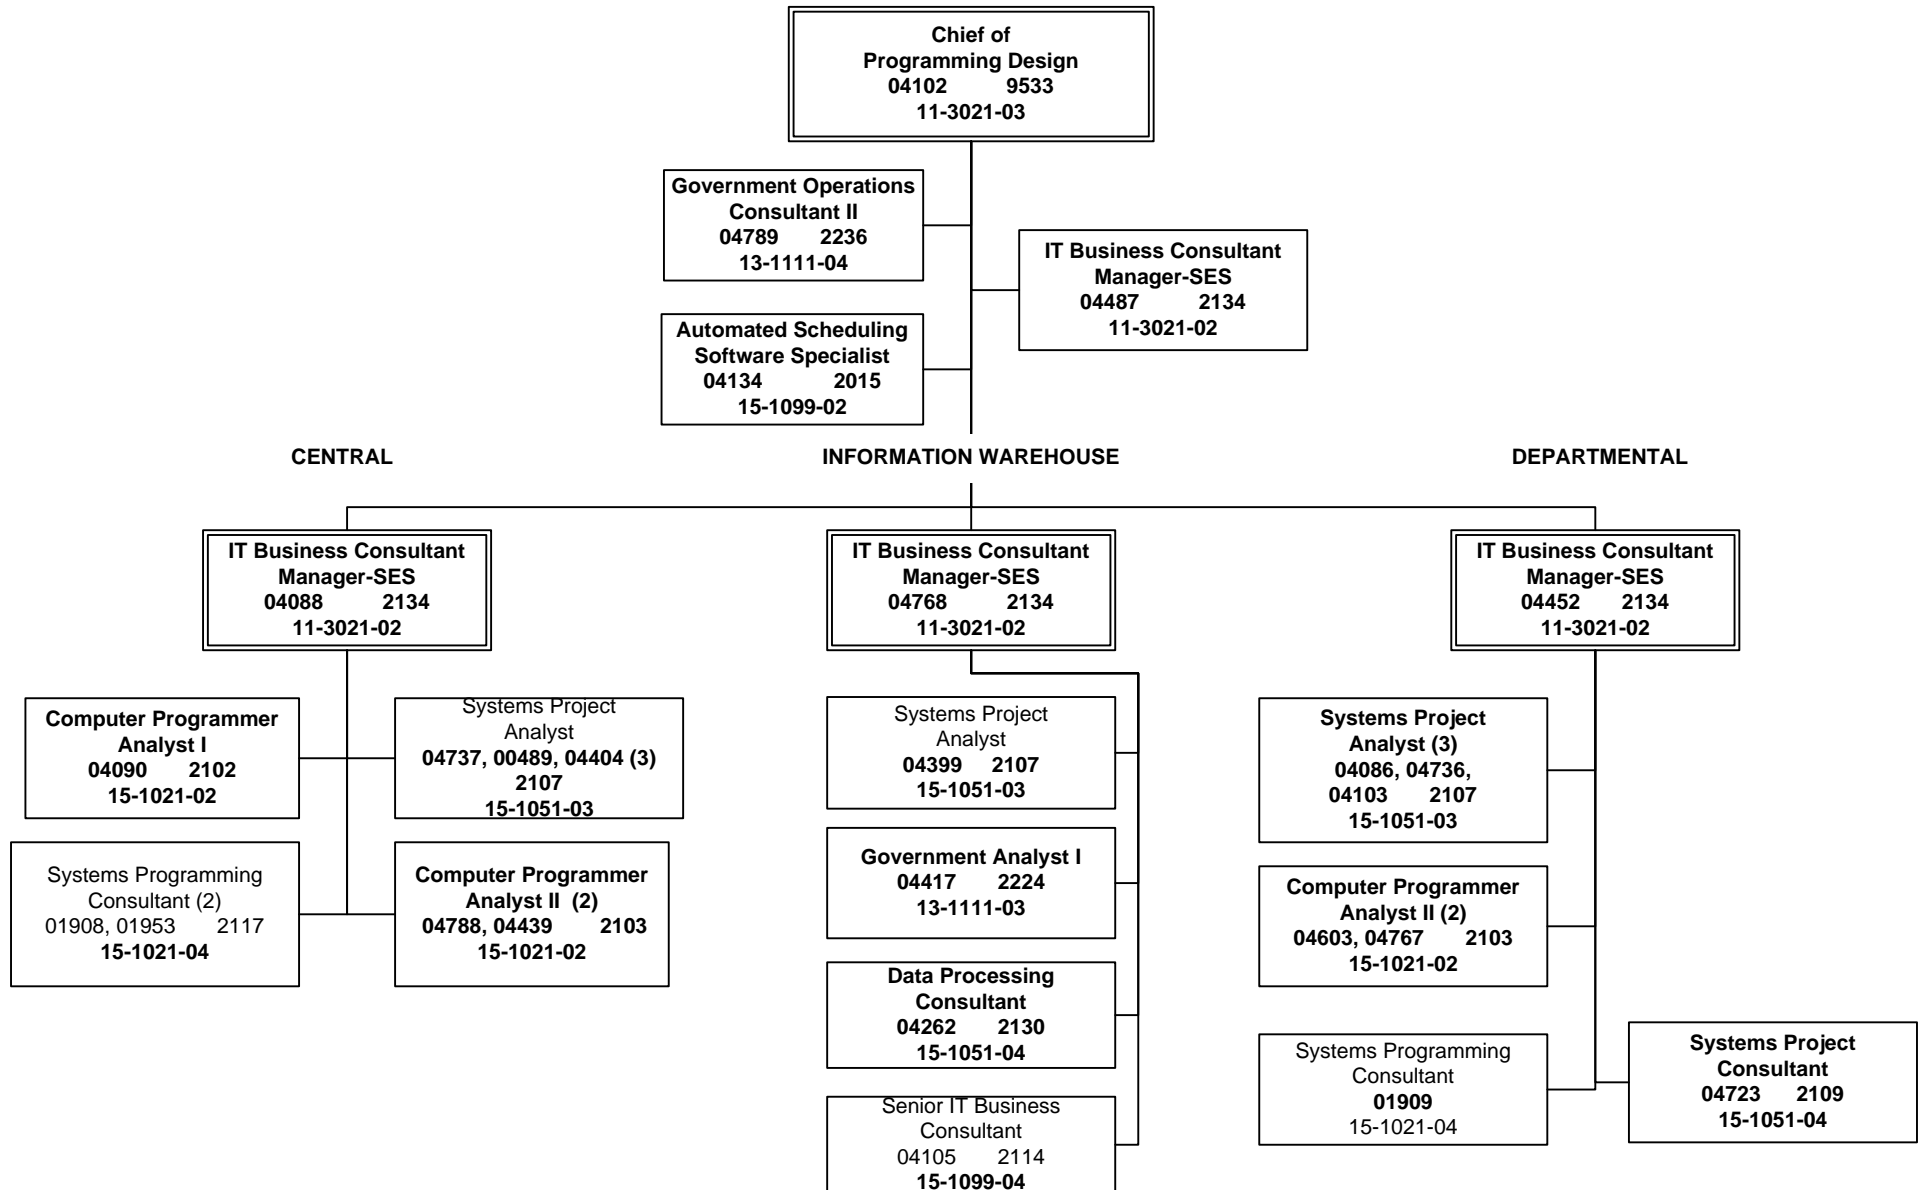 Chief of
Programming Design
04102 9533
11-3021-03
Government Operations
Consultant II
04789 2236
13-1111-04
IT Business Consultant
Manager-SES
04487 2134
11-3021-02
Automated Scheduling
Software Specialist
04134 2015
15-1099-02
CENTRAL
INFORMATION WAREHOUSE
DEPARTMENTAL
IT Business Consultant
Manager-SES
04088 2134
11-3021-02
IT Business Consultant
Manager-SES
04768 2134
11-3021-02
IT Business Consultant
Manager-SES
04452 2134
11-3021-02
Computer Programmer
Analyst I
04090 2102
15-1021-02
Systems Project
Analyst
04737, 00489, 04404 (3)
2107
15-1051-03
Systems Programming
Consultant (2)
01908, 01953 2117
15-1021-04
Computer Programmer
Analyst II (2)
04788, 04439 2103
15-1021-02
Systems Project
Analyst
04399 2107
15-1051-03
Government Analyst I
04417 2224
13-1111-03
Data Processing
Consultant
04262 2130
15-1051-04
Senior IT Business
Consultant
04105 2114
15-1099-04
Systems Project
Analyst (3)
04086, 04736,
04103 2107
15-1051-03
Computer Programmer
Analyst II (2)
04603, 04767 2103
15-1021-02
Systems Programming
Consultant
01909
15-1021-04
Systems Project
Consultant
04723 2109
15-1051-04